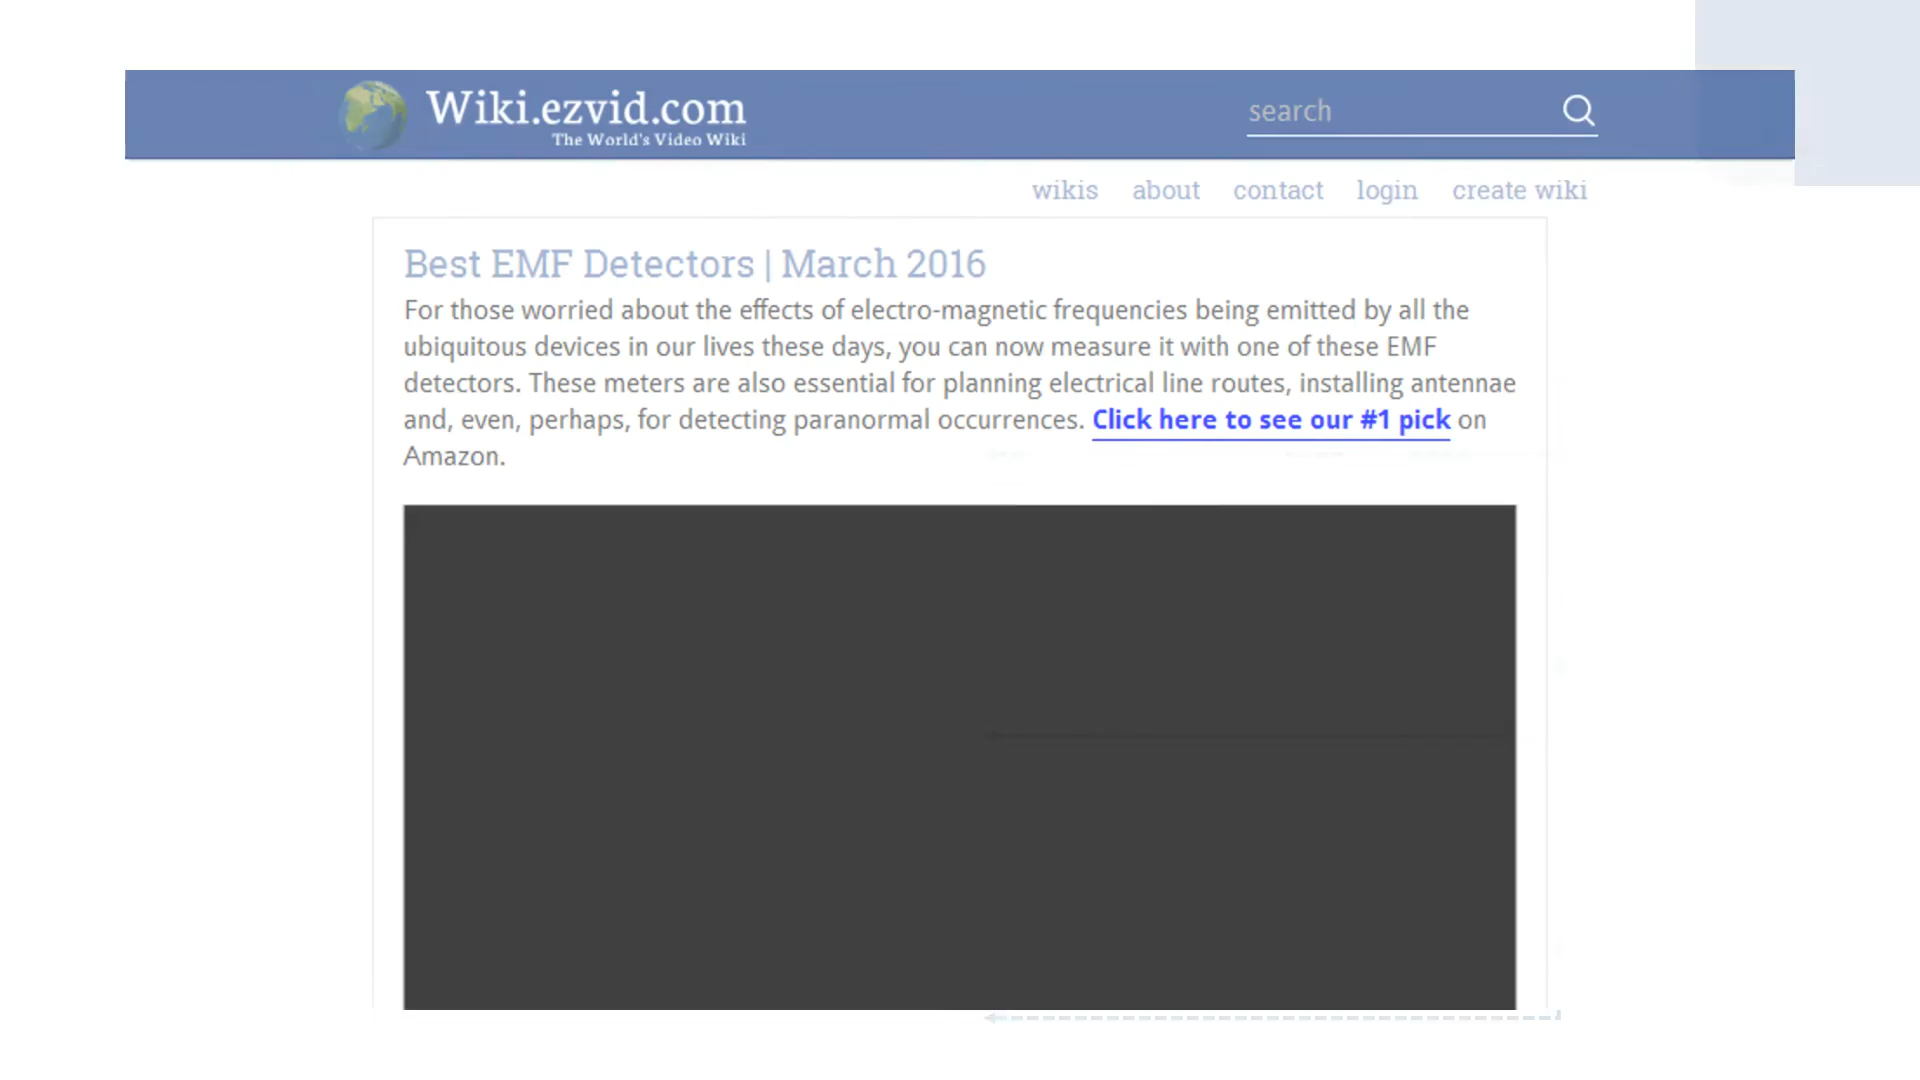 Wiki.ezvid.com
The World's Video Wiki
search
wikis about contact login create wiki
Best EMF Detectors | March 2016
For those worried about the effects of electro-magnetic frequencies being emitted by all the
ubiquitous devices in our lives these days, you can now measure it with one of these EMF
detectors. These meters are also essential for planning electrical line routes, installing antennae
and, even, perhaps, for detecting paranormal occurrences. Click here to see our #1 pick on
Amazon.